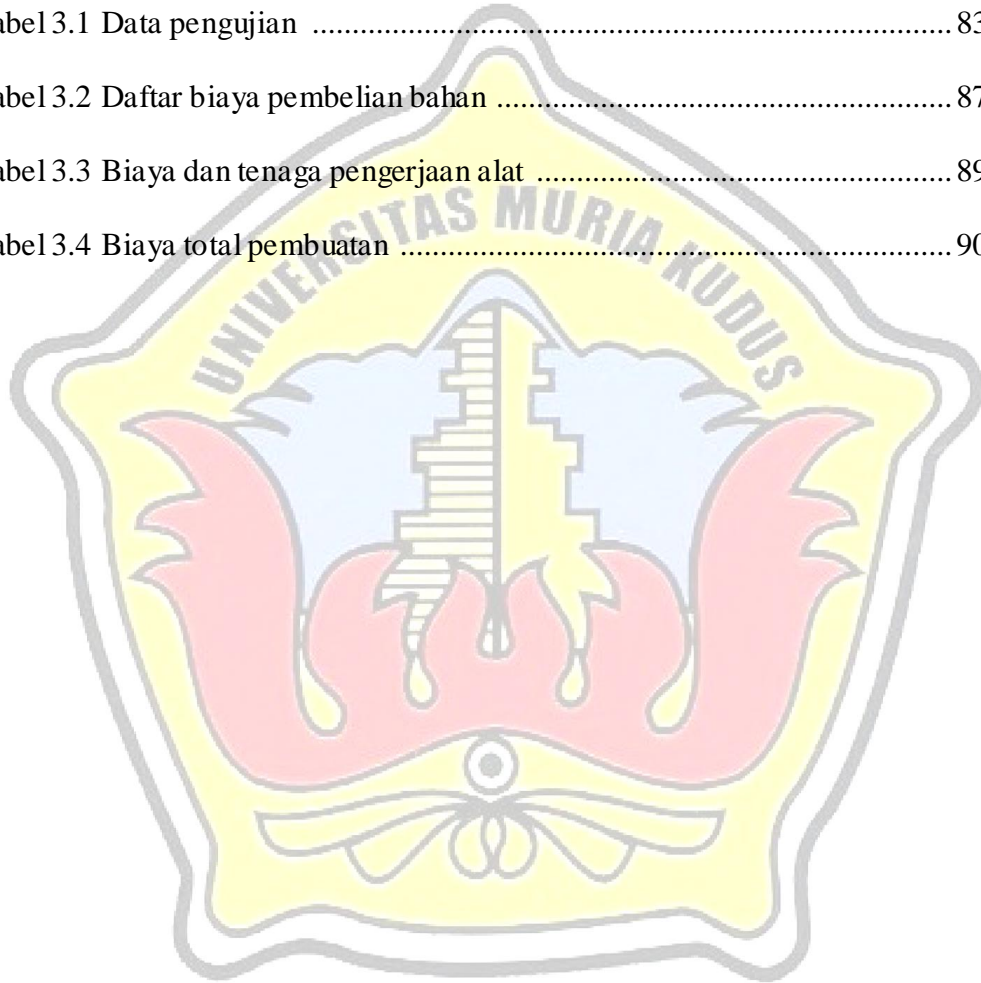 abel 3.1 Data pengujian ........................................................................................ 83
abel 3.2 Daftar biaya pembelian bahan .............................................................. 87
abel 3.3 Biaya dan tenaga pengerjaan alat ......................................................... 89
abel 3.4 Biaya total pembuatan ........................................................................... 90
UNIVERSITAS MURIA KUDUS